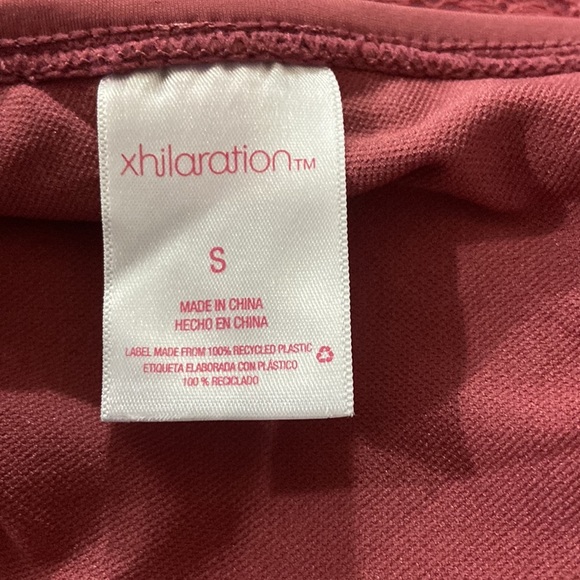 xhilaration™
S
MADE IN CHINA
HECHO EN CHINA
LABEL MADE FROM 100% RECYCLED PLASTIC
ETIQUETA ELABORADA CON PLÁSTICO
100 % RECICLADO